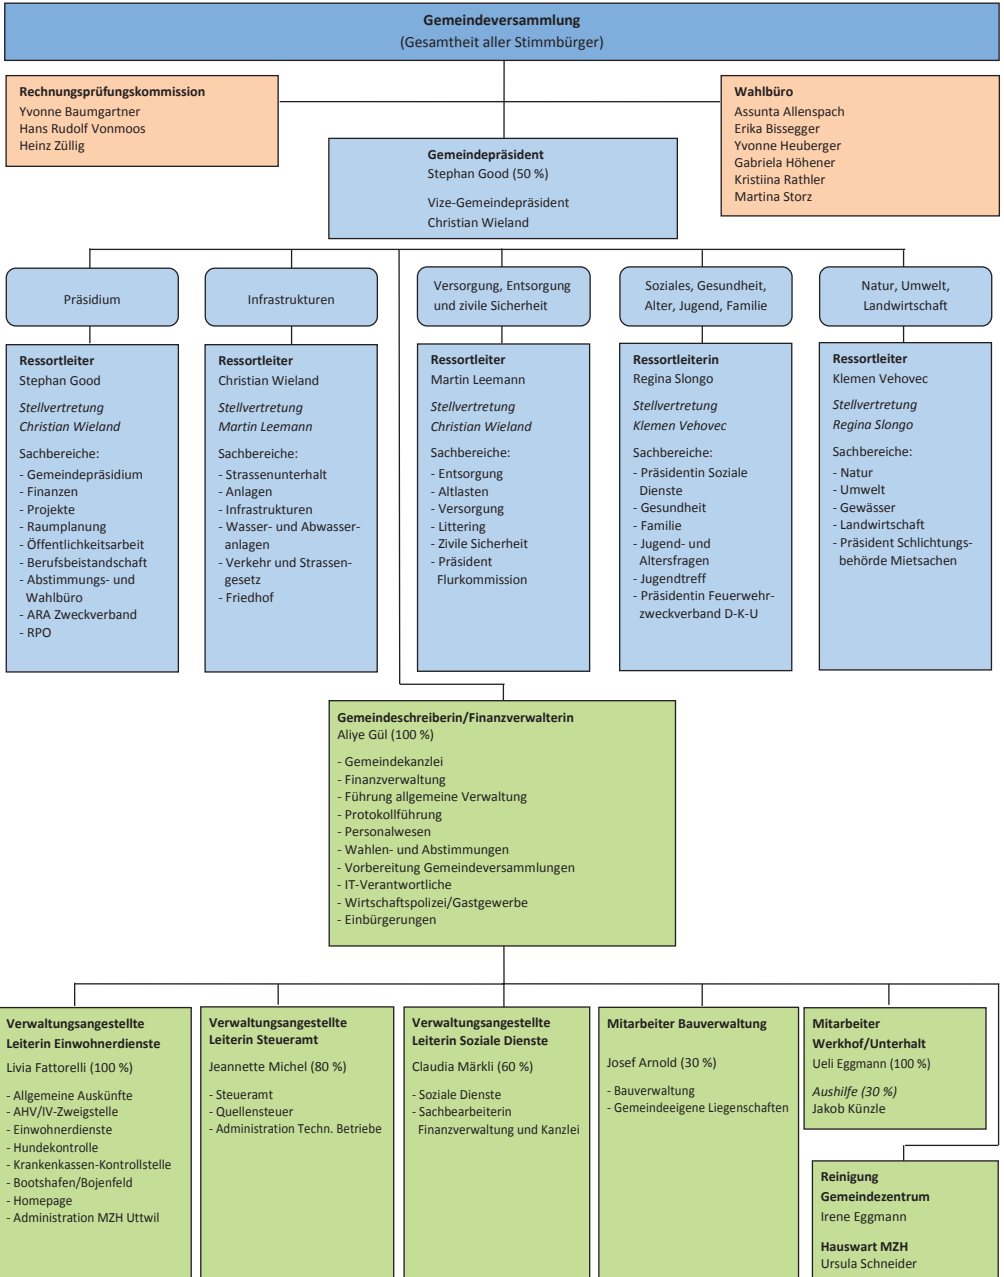 Gemeindeversammlung
(Gesamtheit aller Stimmbürger)
Rechnungsprüfungskommission
Yvonne Baumgartner
Hans Rudolf Vonmoos
Heinz Züllig
Wahlbüro
Assunta Allenspach
Erika Bissegger
Yvonne Heuberger
Gabriela Höhener
Kristiina Rathler
Martina Storz
Gemeindepräsident
Stephan Good (50 %)
Vize-Gemeindepräsident
Christian Wieland
Präsidium
Infrastrukturen
Versorgung, Entsorgung
und zivile Sicherheit
Soziales, Gesundheit,
Alter, Jugend, Familie
Natur, Umwelt,
Landwirtschaft
Ressortleiter
Stephan Good
Stellvertretung
Christian Wieland
Sachbereiche:
- Gemeindepräsidium
- Finanzen
- Projekte
- Raumplanung
- Öffentlichkeitsarbeit
- Berufsbeistandschaft
- Abstimmungs- und
Wahlbüro
- ARA Zweckverband
- RPO
Ressortleiter
Christian Wieland
Stellvertretung
Martin Leemann
Sachbereiche:
- Strassenunterhalt
- Anlagen
- Infrastrukturen
- Wasser- und Abwasser-
anlagen
- Verkehr und Strassen-
gesetz
- Friedhof
Ressortleiter
Martin Leemann
Stellvertretung
Christian Wieland
Sachbereiche:
- Entsorgung
- Altlasten
- Versorgung
- Littering
- Zivile Sicherheit
- Präsident
Flurkommission
Ressortleiterin
Regina Slongo
Stellvertretung
Klemen Vehovec
Sachbereiche:
- Präsidentin Soziale
Dienste
- Gesundheit
- Familie
- Jugend- und
Altersfragen
- Jugendtreff
- Präsidentin Feuerwehr-
zweckverband D-K-U
Ressortleiter
Klemen Vehovec
Stellvertretung
Regina Slongo
Sachbereiche:
- Natur
- Umwelt
- Gewässer
- Landwirtschaft
- Präsident Schlichtungs-
behörde Mietsachen
Gemeindeschreiberin/Finanzverwalterin
Aliye Gül (100 %)
- Gemeindekanzlei
- Finanzverwaltung
- Führung allgemeine Verwaltung
- Protokollführung
- Personalwesen
- Wahlen- und Abstimmungen
- Vorbereitung Gemeindeversammlungen
- IT-Verantwortliche
- Wirtschaftspolizei/Gastgewerbe
- Einbürgerungen
Verwaltungsangestellte
Leiterin Einwohnerdienste
Livia Fattorelli (100 %)
- Allgemeine Auskünfte
- AHV/IV-Zweigstelle
- Einwohnerdienste
- Hundekontrolle
- Krankenkassen-Kontrollstelle
- Bootshafen/Bojenfeld
- Homepage
- Administration MZH Uttwil
Verwaltungsangestellte
Leiterin Steueramt
Jeannette Michel (80 %)
- Steueramt
- Quellensteuer
- Administration Techn. Betriebe
Verwaltungsangestellte
Leiterin Soziale Dienste
Claudia Märkli (60 %)
- Soziale Dienste
- Sachbearbeiterin
Finanzverwaltung und Kanzlei
Mitarbeiter Bauverwaltung
Josef Arnold (30 %)
- Bauverwaltung
- Gemeindeeigene Liegenschaften
Mitarbeiter
Werkhof/Unterhalt
Ueli Eggmann (100 %)
Aushilfe (30 %)
Jakob Künzle
Reinigung
Gemeindezentrum
Irene Eggmann
Hauswart MZH
Ursula Schneider